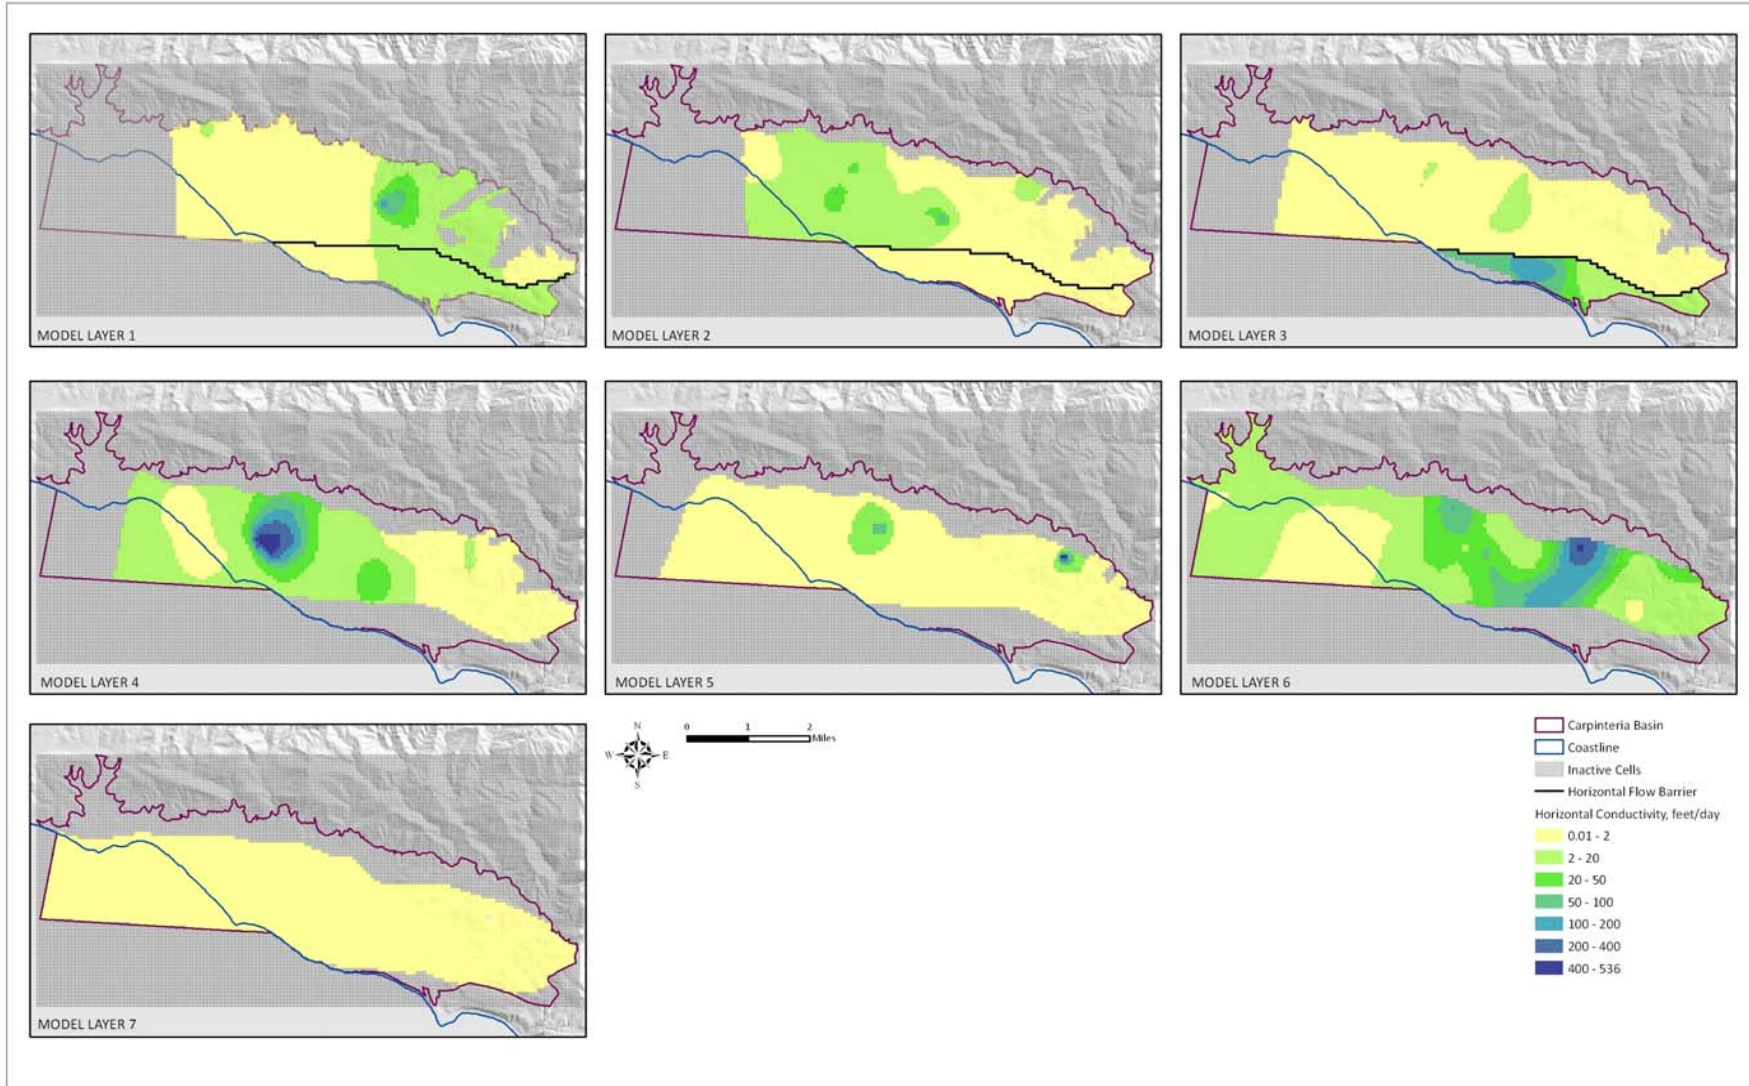 MODEL LAYER 1
MODEL LAYER 2
MODEL LAYER 3
MODEL LAYER 4
MODEL LAYER 5
MODEL LAYER 6
MODEL LAYER 7
N
W E
S
0 1 2
Miles
Carpinteria Basin
Coastline
Inactive Cells
Horizontal Flow Barrier
Horizontal Conductivity, feet/day
0.01 - 2
2 - 20
20 - 50
50 - 100
100 - 200
200 - 400
400 - 536